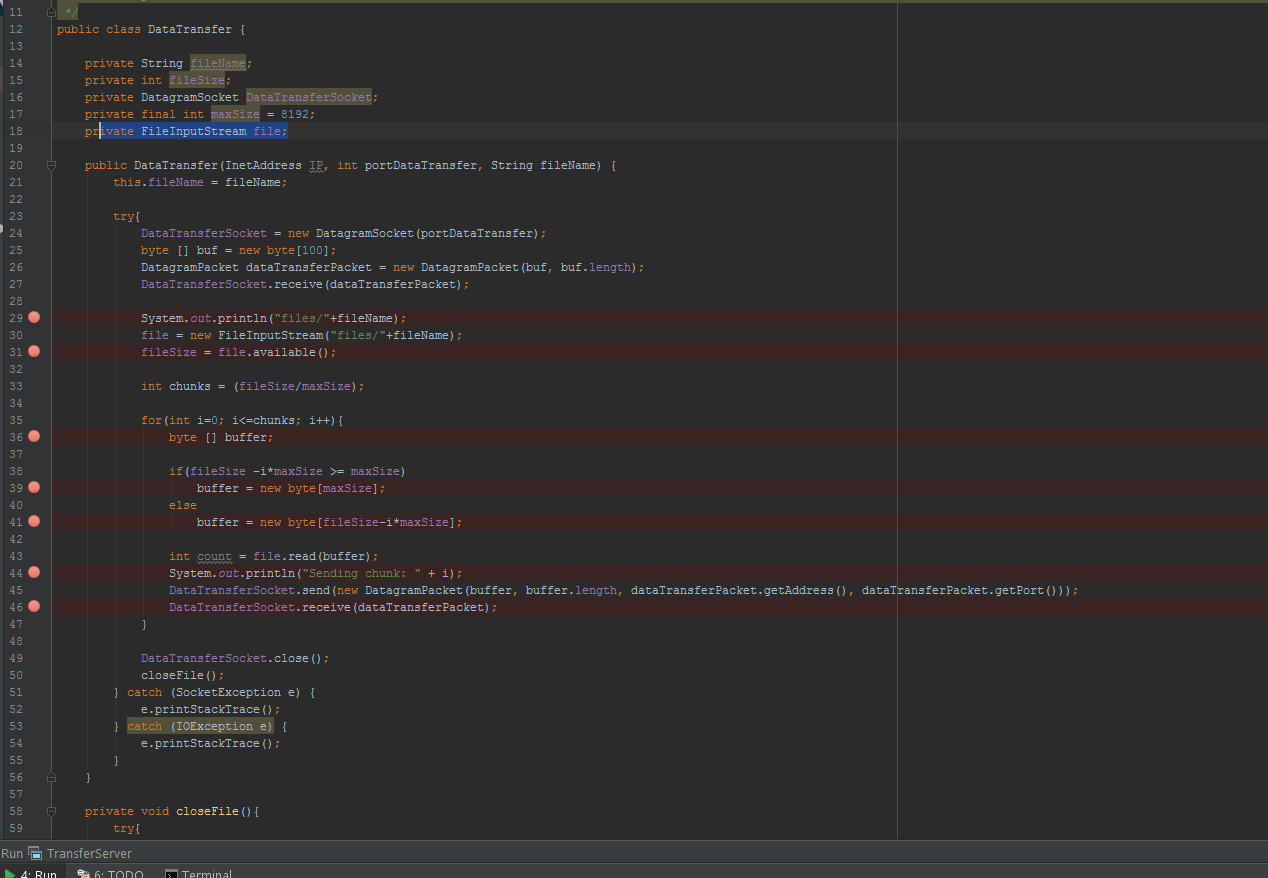 11 */
12 public class DataTransfer {
13
14 private String fileName;
15 private int fileSize;
16 private DatagramSocket DataTransferSocket;
17 private final int maxSize = 8192;
18 private FileInputStream file;
19
20 public DataTransfer(InetAddress IP, int portDataTransfer, String fileName) {
21 this.fileName = fileName;
22
23 try{
24 DataTransferSocket = new DatagramSocket(portDataTransfer);
25 byte [] buf = new byte[100];
26 DatagramPacket dataTransferPacket = new DatagramPacket(buf, buf.length);
27 DataTransferSocket.receive(dataTransferPacket);
28
29 System.out.println("files/"+fileName);
30 file = new FileInputStream("files/"+fileName);
31 fileSize = file.available();
32
33 int chunks = (fileSize/maxSize);
34
35 for(int i=0; i<=chunks; i++){
36 byte [] buffer;
37
38 if(fileSize -i*maxSize >= maxSize)
39 buffer = new byte[maxSize];
40 else
41 buffer = new byte[fileSize-i*maxSize];
42
43 int count = file.read(buffer);
44 System.out.println("Sending chunk: " + i);
45 DataTransferSocket.send(new DatagramPacket(buffer, buffer.length, dataTransferPacket.getAddress(), dataTransferPacket.getPort()));
46 DataTransferSocket.receive(dataTransferPacket);
47 }
48
49 DataTransferSocket.close();
50 closeFile();
51 } catch (SocketException e) {
52 e.printStackTrace();
53 } catch (IOException e) {
54 e.printStackTrace();
55 }
56 }
57
58 private void closeFile(){
59 try{
Run TransferServer
4: Run 6: TODO Terminal